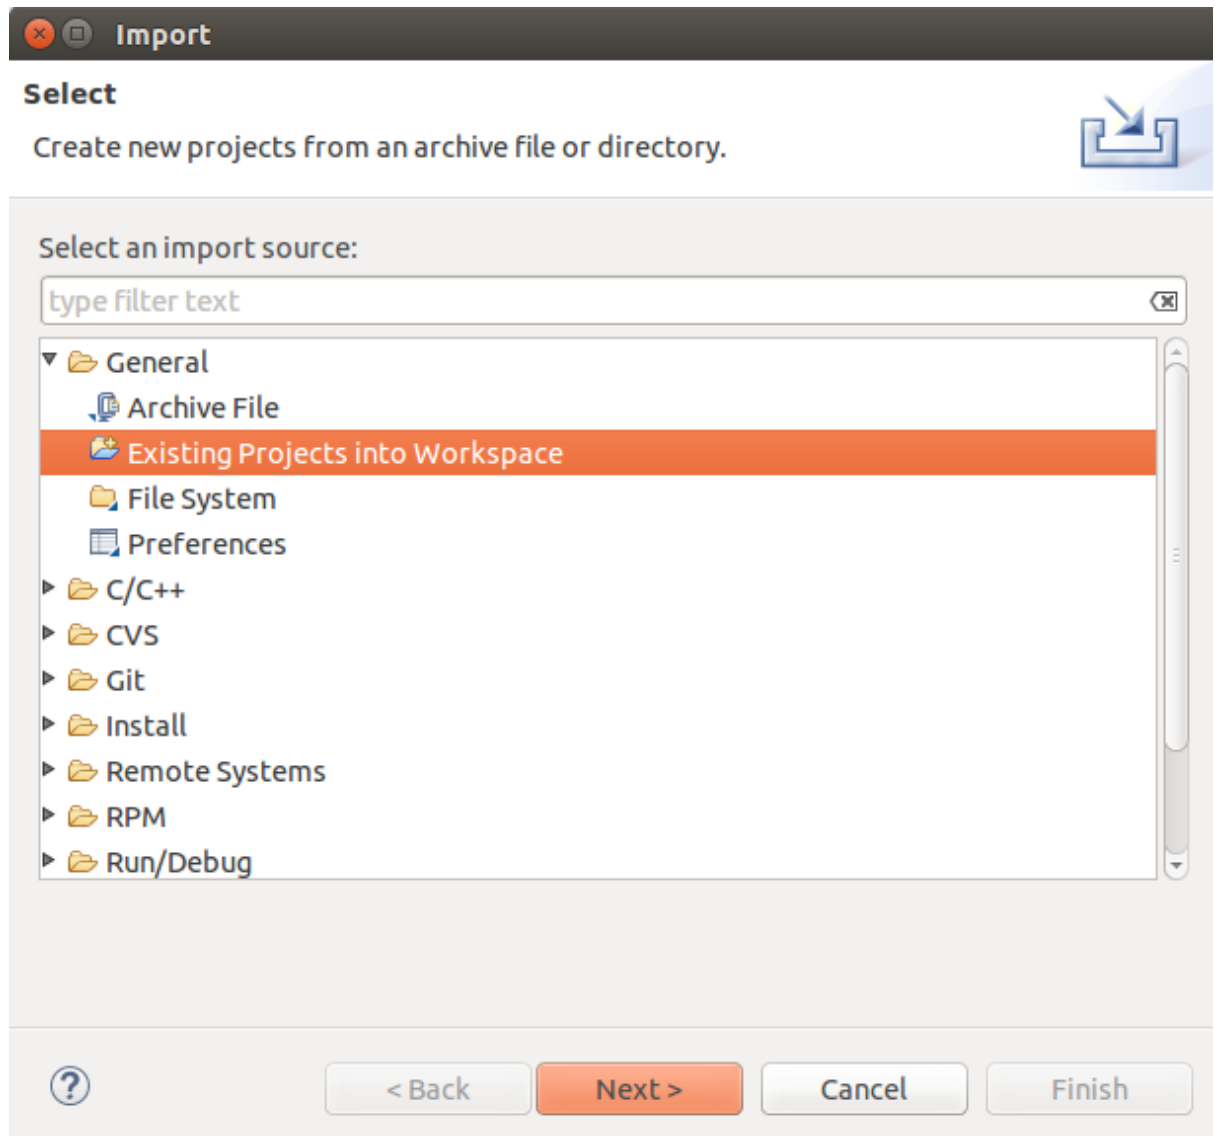 Import
Select
Create new projects from an archive file or directory.
Select an import source:
type filter text
General
Archive File
Existing Projects into Workspace
File System
Preferences
C/C++
CVS
Git
Install
Remote Systems
RPM
Run/Debug
? < Back Next > Cancel Finish